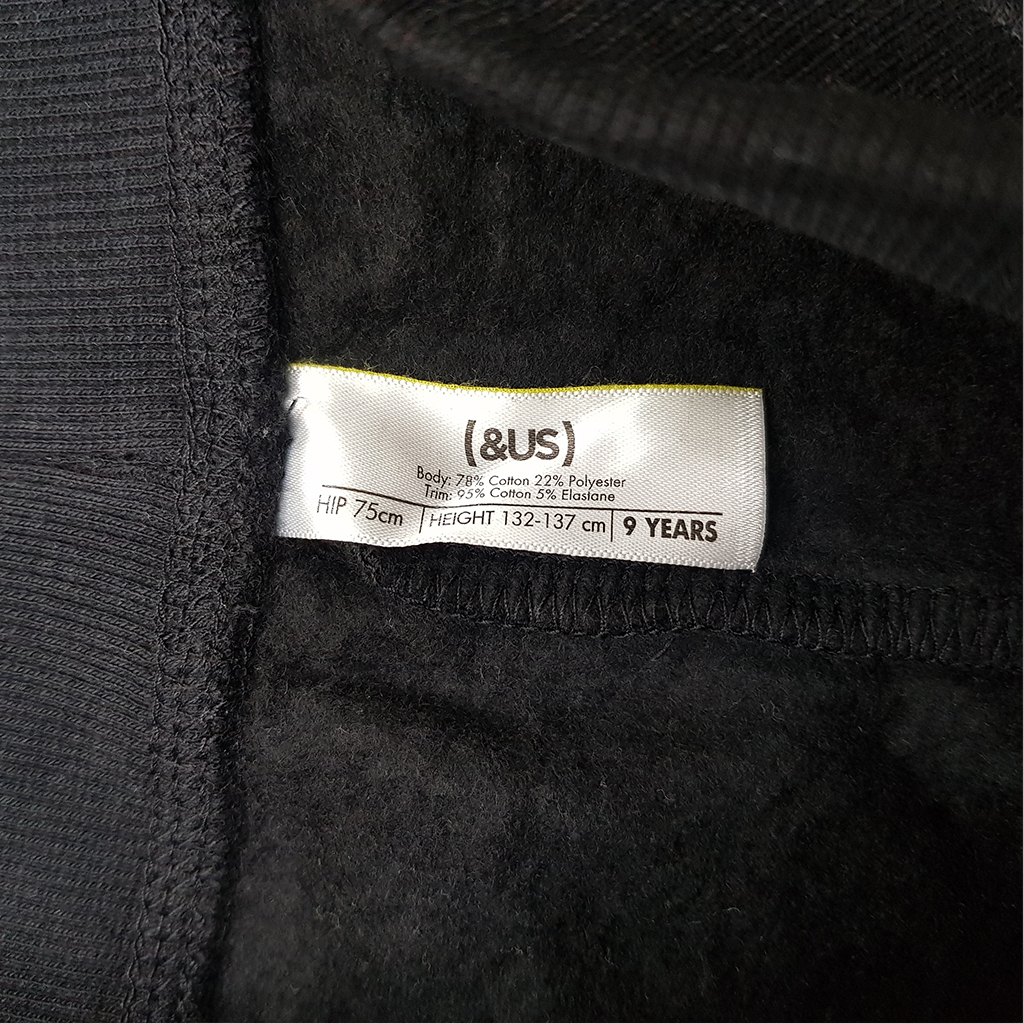 (&US)
Body: 78% Cotton 22% Polyester
Trim: 95% Cotton 5% Elastane
HIP 75cm | HEIGHT 132-137 cm | 9 YEARS